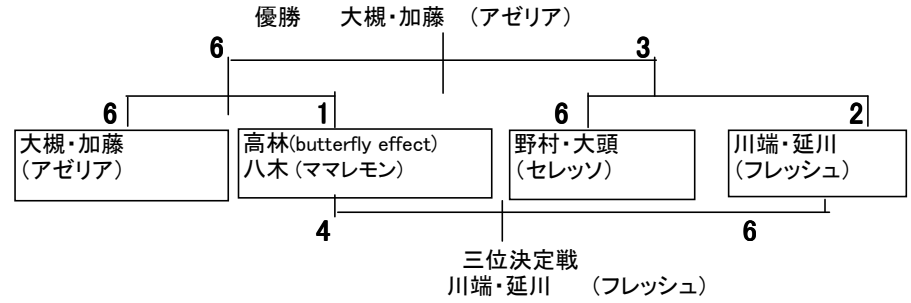 優勝　大槻・加藤　（アゼリア）
6　3
6　1　6　2
大槻・加藤
（アゼリア）
高林(butterfly effect)
八木（ママレモン）
野村・大頭
（セレッソ）
川端・延川
（フレッシュ）
4　6
三位決定戦
川端・延川　（フレッシュ）